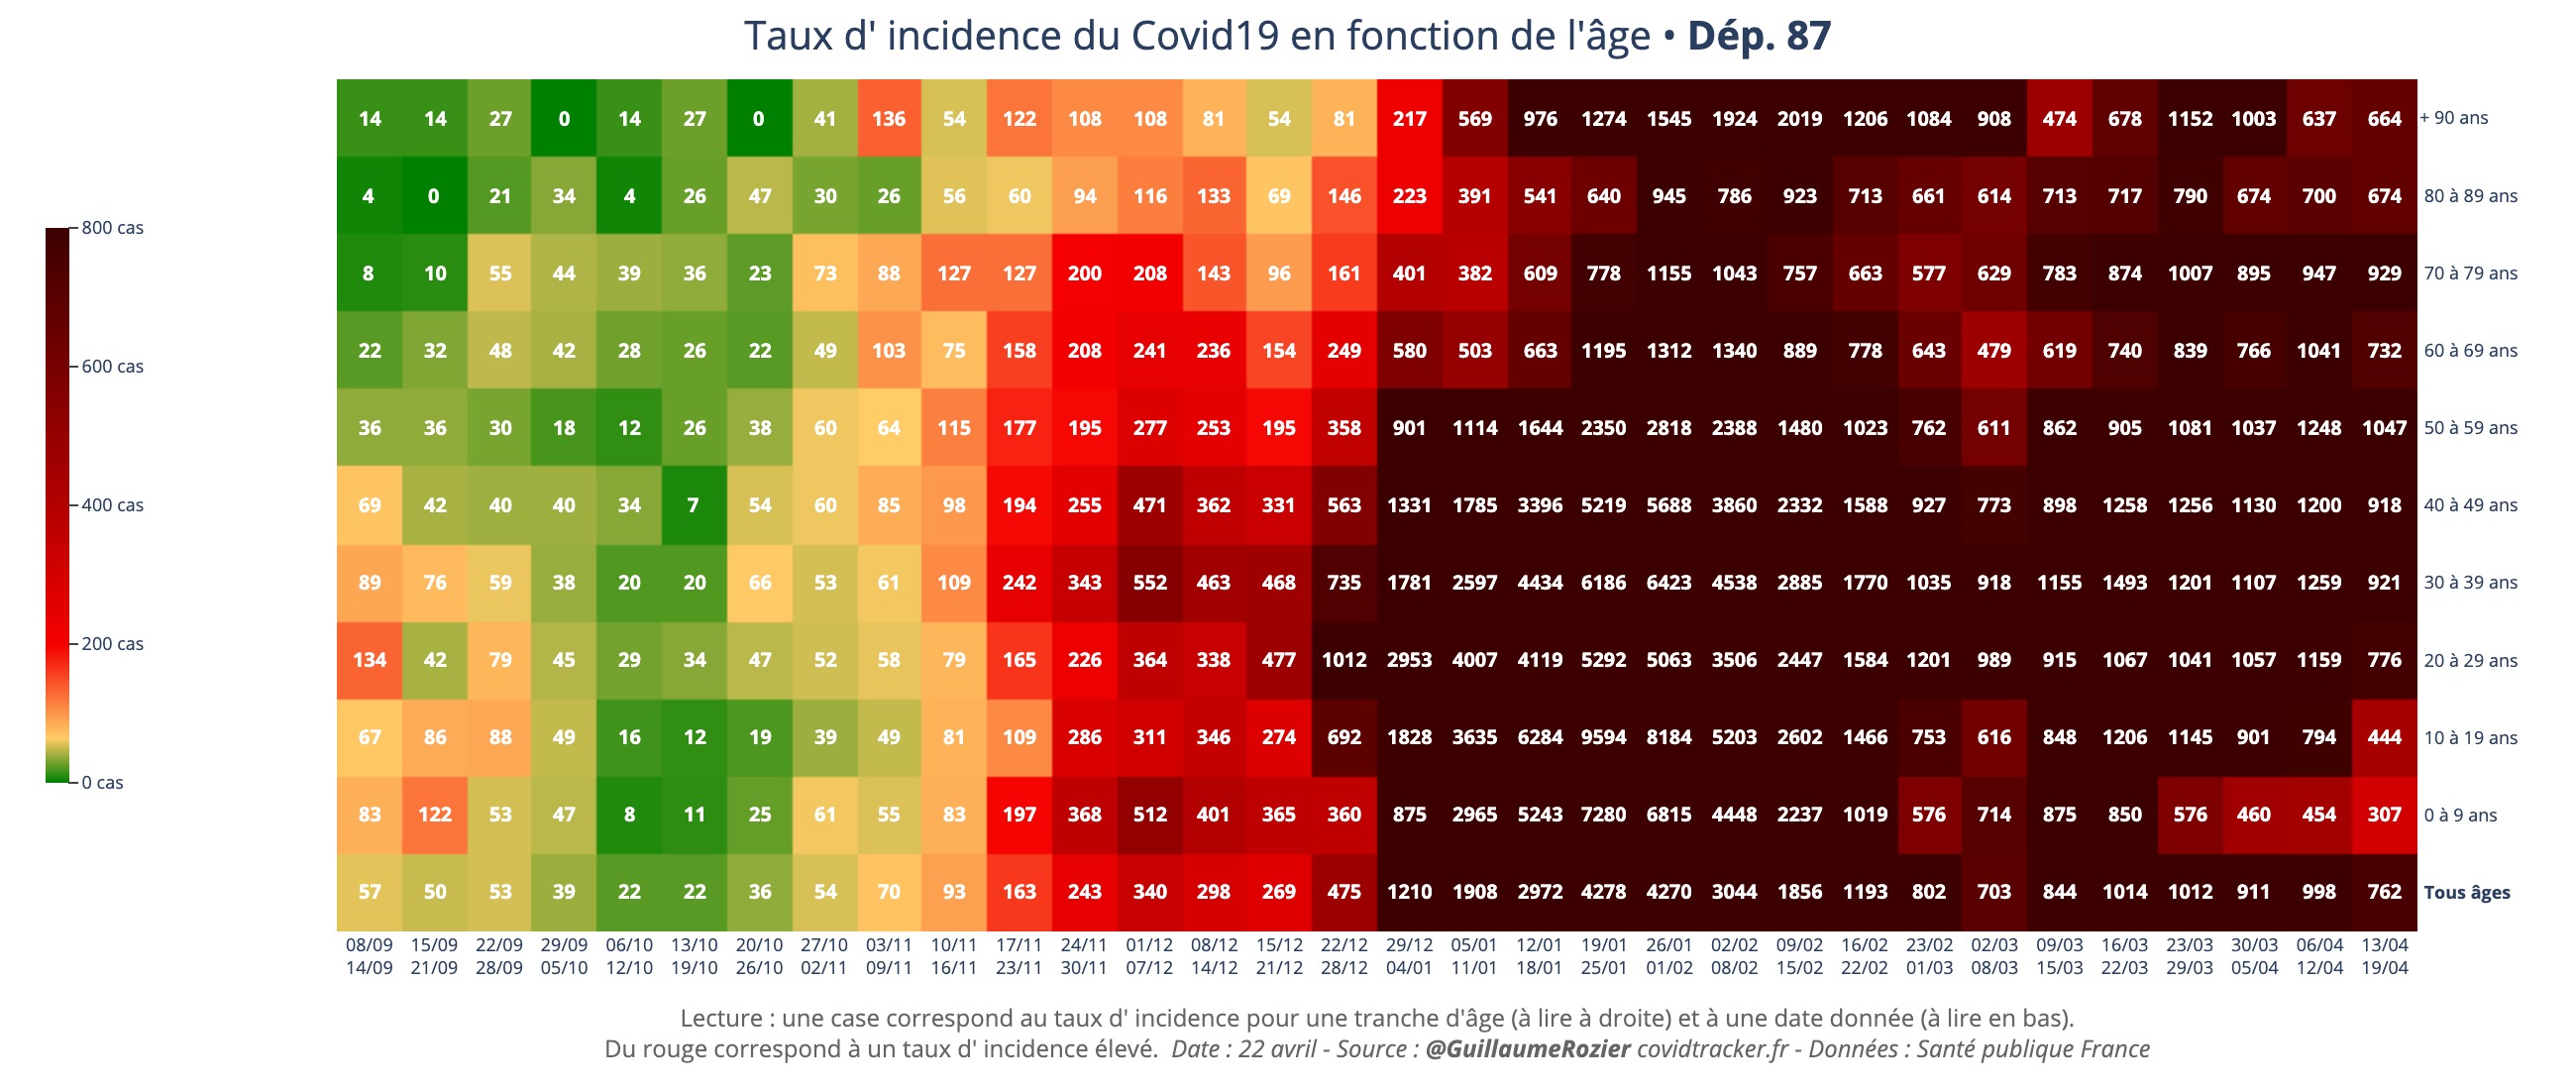 Taux d' incidence du Covid19 en fonction de l'âge • Dép. 87
14 14 27 0 14 27 0 41 136 54 122 108 108 81 54 81 217 569 976 1274 1545 1924 2019 1206 1084 908 474 678 1152 1003 637 664 + 90 ans
4 0 21 34 4 26 47 30 26 56 60 94 116 133 69 146 223 391 541 640 945 786 923 713 661 614 713 717 790 674 700 674 80 à 89 ans
800 cas
8 10 55 44 39 36 23 73 88 127 127 200 208 143 96 161 401 382 609 778 1155 1043 757 663 577 629 783 874 1007 895 947 929 70 à 79 ans
22 32 48 42 28 26 22 49 103 75 158 208 241 236 154 249 580 503 663 1195 1312 1340 889 778 643 479 619 740 839 766 1041 732 60 à 69 ans
600 cas
36 36 30 18 12 26 38 60 64 115 177 195 277 253 195 358 901 1114 1644 2350 2818 2388 1480 1023 762 611 862 905 1081 1037 1248 1047 50 à 59 ans
400 cas
69 42 40 40 34 7 54 60 85 98 194 255 471 362 331 563 1331 1785 3396 5219 5688 3860 2332 1588 927 773 898 1258 1256 1130 1200 918 40 à 49 ans
89 76 59 38 20 20 66 53 61 109 242 343 552 463 468 735 1781 2597 4434 6186 6423 4538 2885 1770 1035 918 1155 1493 1201 1107 1259 921 30 à 39 ans
200 cas
134 42 79 45 29 34 47 52 58 79 165 226 364 338 477 1012 2953 4007 4119 5292 5063 3506 2447 1584 1201 989 915 1067 1041 1057 1159 776 20 à 29 ans
67 86 88 49 16 12 19 39 49 81 109 286 311 346 274 692 1828 3635 6284 9594 8184 5203 2602 1466 753 616 848 1206 1145 901 794 444 10 à 19 ans
0 cas
83 122 53 47 8 11 25 61 55 83 197 368 512 401 365 360 875 2965 5243 7280 6815 4448 2237 1019 576 714 875 850 576 460 454 307 0 à 9 ans
57 50 53 39 22 22 36 54 70 93 163 243 340 298 269 475 1210 1908 2972 4278 4270 3044 1856 1193 802 703 844 1014 1012 911 998 762 Tous âges
08/09 15/09 22/09 29/09 06/10 13/10 20/10 27/10 03/11 10/11 17/11 24/11 01/12 08/12 15/12 22/12 29/12 05/01 12/01 19/01 26/01 02/02 09/02 16/02 23/02 02/03 09/03 16/03 23/03 30/03 06/04 13/04
14/09 21/09 28/09 05/10 12/10 19/10 26/10 02/11 09/11 16/11 23/11 30/11 07/12 14/12 21/12 28/12 04/01 11/01 18/01 25/01 01/02 08/02 15/02 22/02 01/03 08/03 15/03 22/03 29/03 05/04 12/04 19/04
Lecture : une case correspond au taux d' incidence pour une tranche d'âge (à lire à droite) et à une date donnée (à lire en bas).
Du rouge correspond à un taux d' incidence élevé. Date : 22 avril - Source : @GuillaumeRozier covidtracker.fr - Données : Santé publique France